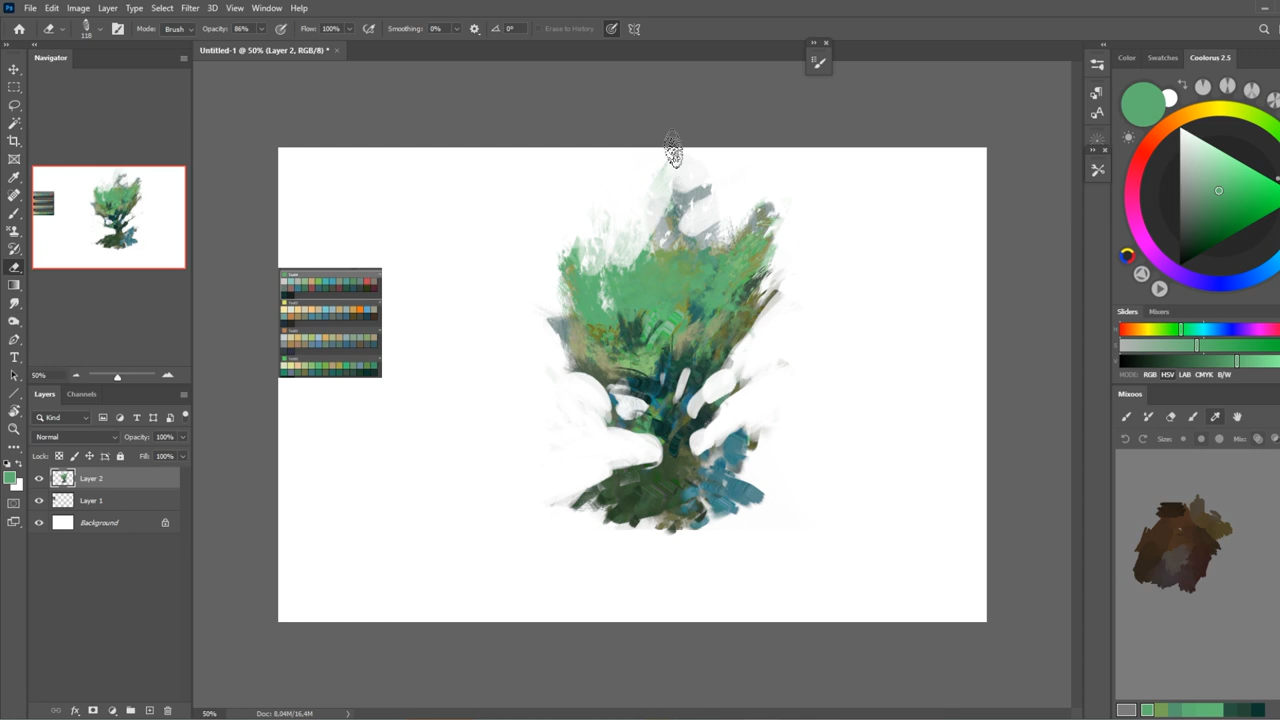 Ps File Edit Image Layer Type Select Filter 3D View Window Help
118 Mode: Brush Opacity: 86% Flow: 100% Smoothing: 0% 0° Erase to History
Untitled-1 @ 50% (Layer 2, RGB/8) * ×
Navigator
50%
Layers Channels
Kind
Normal Opacity: 100%
Lock: Fill: 100%
Layer 2
Layer 1
Background
fx
50% Doc: 8,04M/16,4M
Color Swatches Coolorus 2.5
Sliders Mixers
H
S
V
MODE: RGB HSV LAB CMYK B/W
Mixoos
Size: Mix: